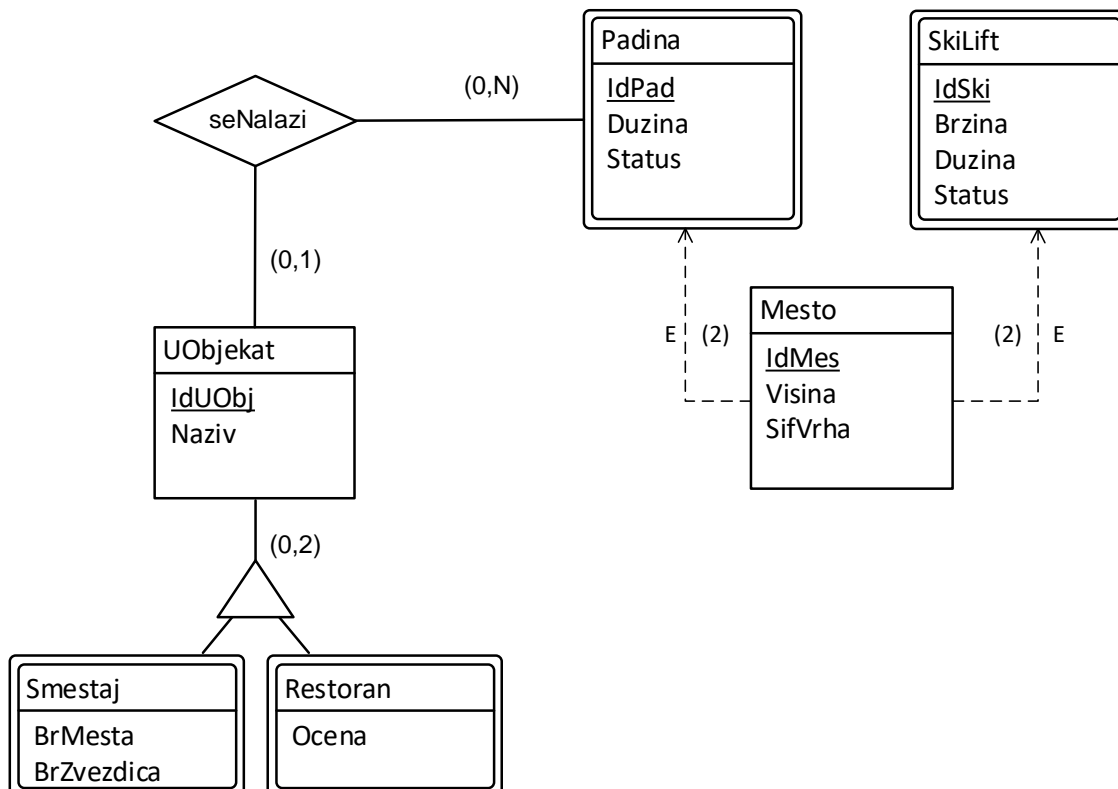 Padina
IdPad
Duzina
Status
SkiLift
IdSki
Brzina
Duzina
Status
(0,N)
seNalazi
(0,1)
E
(2)
(2)
E
Mesto
IdMes
Visina
SifVrha
UObjekat
IdUObj
Naziv
(0,2)
Smestaj
BrMesta
BrZvezdica
Restoran
Ocena